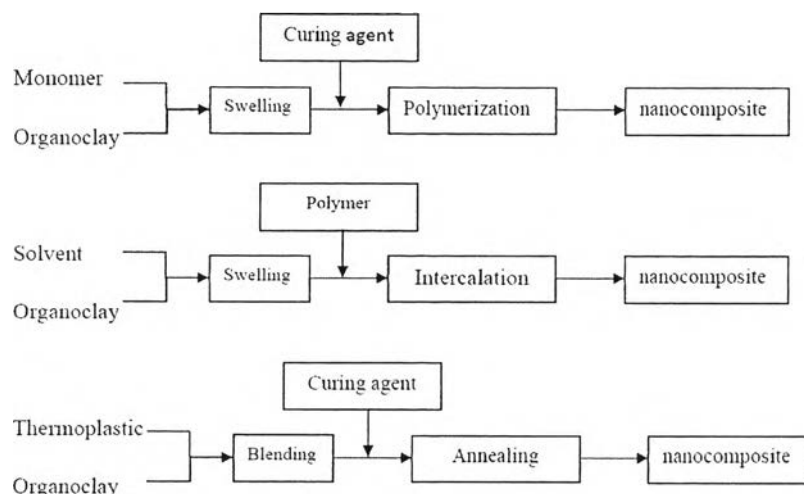 Curing agent
Monomer
Organoclay
Swelling
Polymerization
nanocomposite
Polymer
Solvent
Organoclay
Swelling
Intercalation
nanocomposite
Curing agent
Thermoplastic
Organoclay
Blending
Annealing
nanocomposite